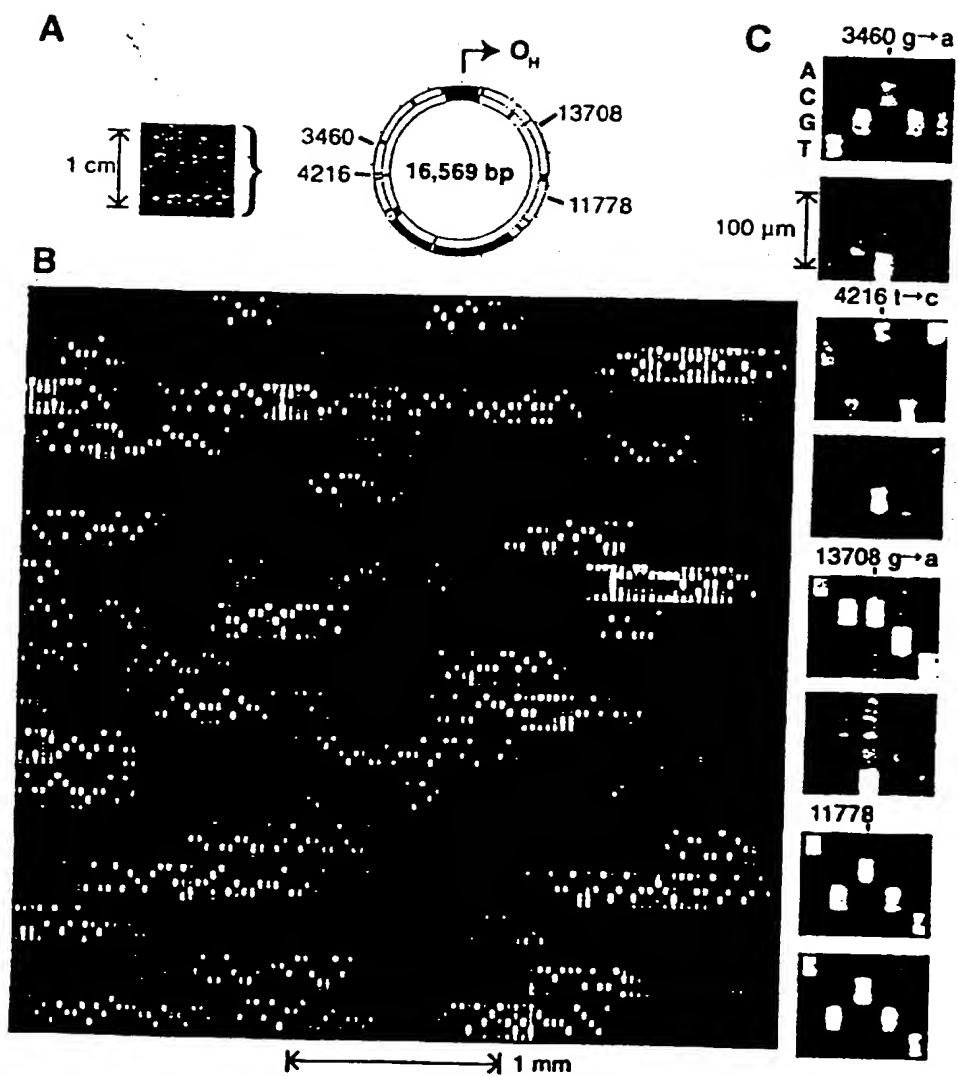 A
O_H
13708
3460
1 cm
4216
16,569 bp
11778
B
1 mm
C
3460 g→a
A
C
G
T
100 µm
4216 t→c
13708 g→a
11778